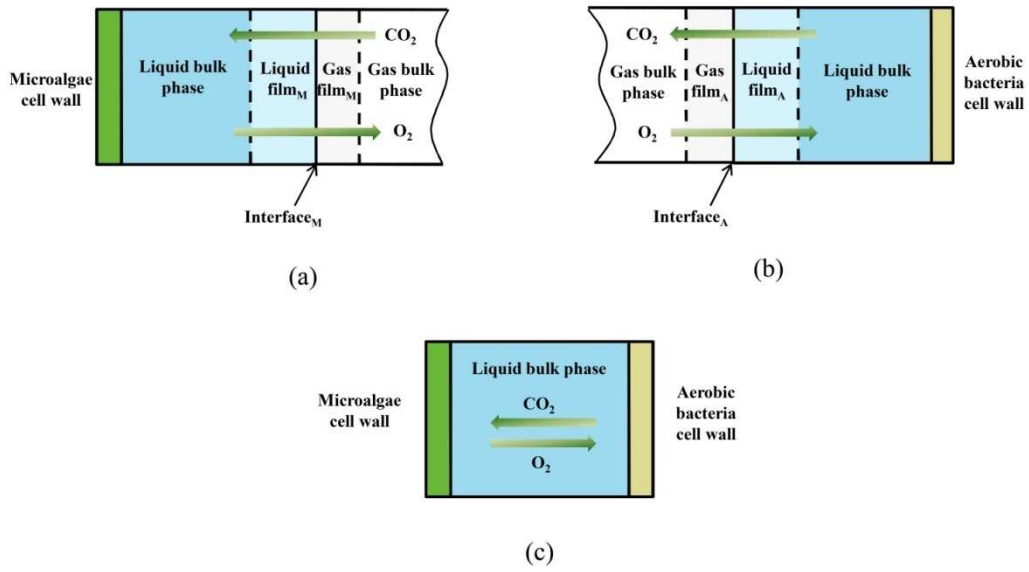 Microalgae
cell wall
Liquid bulk
phase
Liquid
film_M
Gas
film_M
CO₂
Gas bulk
phase
O₂
Interface_M
(a)
CO₂
Gas bulk
phase
O₂
Gas
film_A
Liquid
film_A
Liquid bulk
phase
Aerobic
bacteria
cell wall
Interface_A
(b)
Microalgae
cell wall
Liquid bulk phase
CO₂
O₂
Aerobic
bacteria
cell wall
(c)